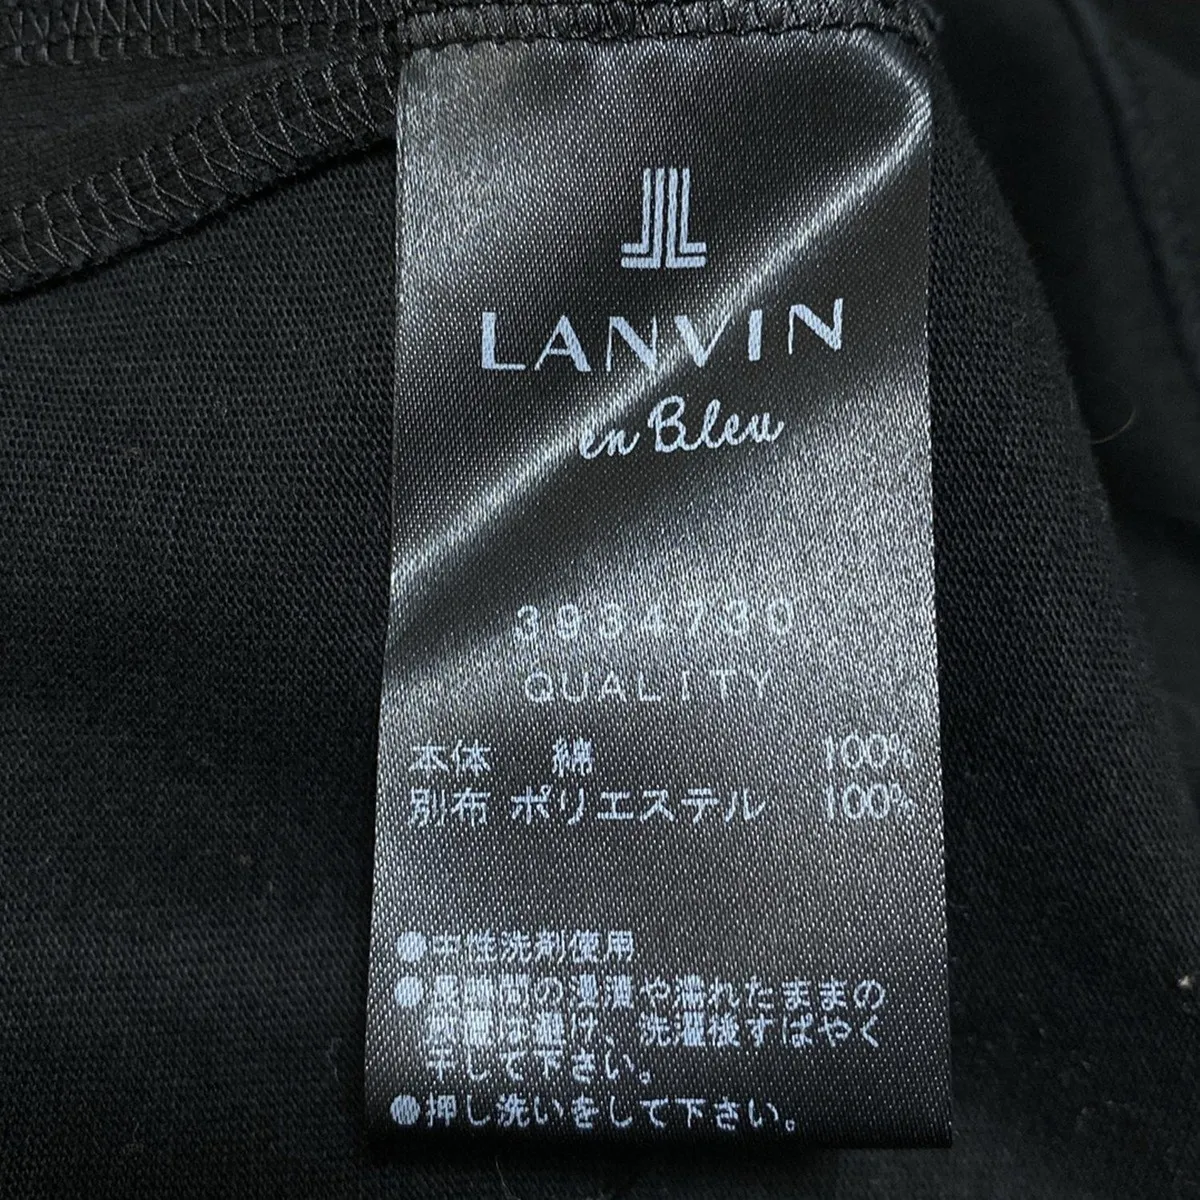 LANVIN
en Bleu
3934730
QUALITY
本体 綿 100%
別布 ポリエステル 100%
●中性洗剤使用
●長時間の浸漬や濡れたままの
放置は避け、洗濯後すばやく
干して下さい。
●押し洗いをして下さい。